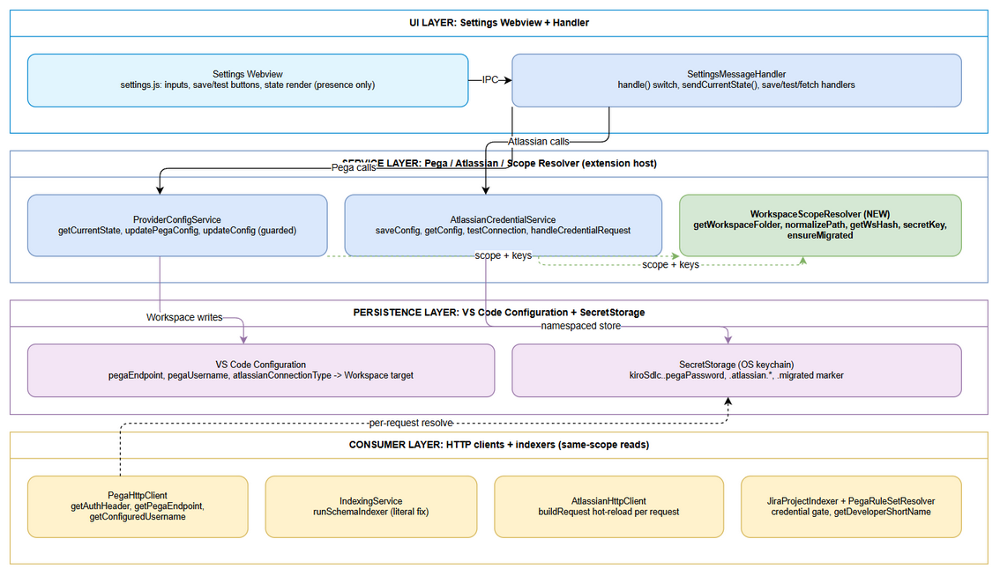 UI LAYER: Settings Webview + Handler
Settings Webview
settings.js: inputs, save/test buttons, state render (presence only)
IPC
SettingsMessageHandler
handle() switch, sendCurrentState(), save/test/fetch handlers
Atlassian calls
SERVICE LAYER: Pega / Atlassian / Scope Resolver (extension host)
Pega calls
ProviderConfigService
getCurrentState, updatePegaConfig, updateConfig (guarded)
AtlassianCredentialService
saveConfig, getConfig, testConnection, handleCredentialRequest
WorkspaceScopeResolver (NEW)
getWorkspaceFolder, normalizePath, getWsHash, secretKey,
ensureMigrated
scope + keys
scope + keys
PERSISTENCE LAYER: VS Code Configuration + SecretStorage
Workspace writes
namespaced store
VS Code Configuration
pegaEndpoint, pegaUsername, atlassianConnectionType -> Workspace target
SecretStorage (OS keychain)
kiroSdlc..pegaPassword, .atlassian.*, .migrated marker
per-request resolve
CONSUMER LAYER: HTTP clients + indexers (same-scope reads)
PegaHttpClient
getAuthHeader, getPegaEndpoint,
getConfiguredUsername
IndexingService
runSchemaIndexer (literal fix)
AtlassianHttpClient
buildRequest hot-reload per request
JiraProjectIndexer + PegaRuleSetResolver
credential gate, getDeveloperShortName